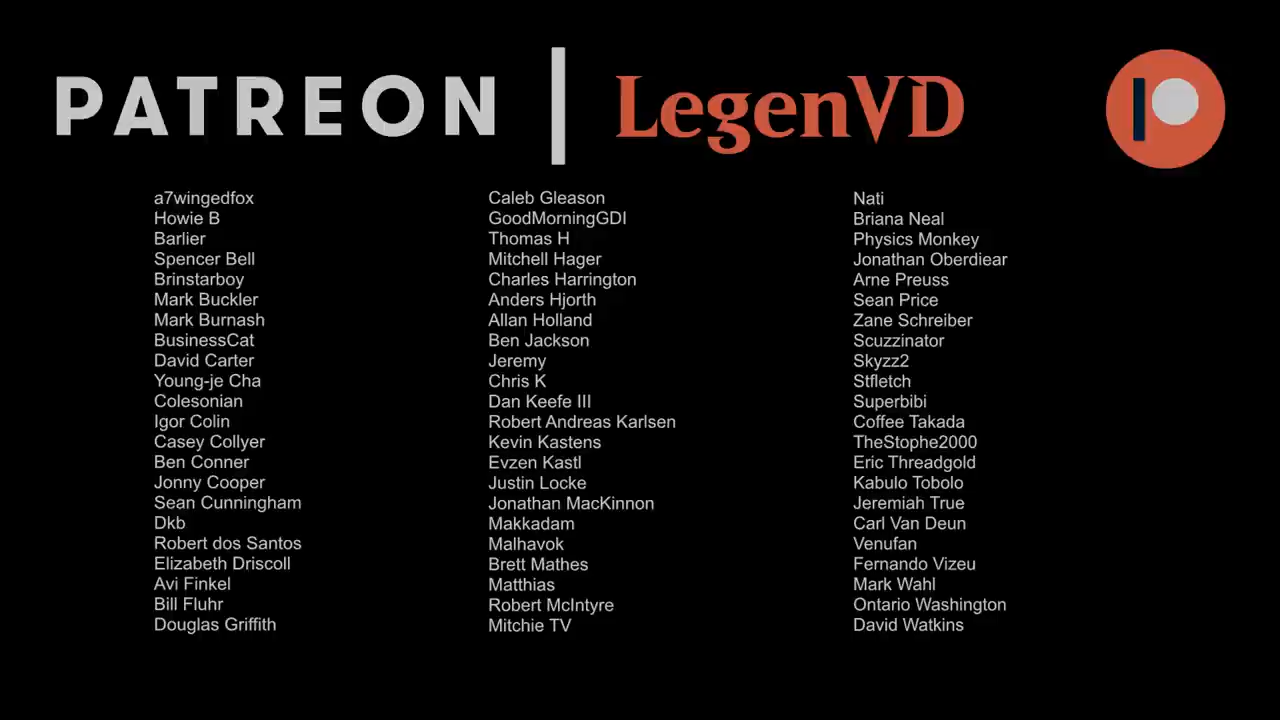 PATREON | LegenVD
a7wingedfox
Howie B
Barlier
Spencer Bell
Brinstarboy
Mark Buckler
Mark Burnash
BusinessCat
David Carter
Young-je Cha
Colesonian
Igor Colin
Casey Collyer
Ben Conner
Jonny Cooper
Sean Cunningham
Dkb
Robert dos Santos
Elizabeth Driscoll
Avi Finkel
Bill Fluhr
Douglas Griffith
Caleb Gleason
GoodMorningGDI
Thomas H
Mitchell Hager
Charles Harrington
Anders Hjorth
Allan Holland
Ben Jackson
Jeremy
Chris K
Dan Keefe III
Robert Andreas Karlsen
Kevin Kastens
Evzen Kastl
Justin Locke
Jonathan MacKinnon
Makkadam
Malhavok
Brett Mathes
Matthias
Robert McIntyre
Mitchie TV
Nati
Briana Neal
Physics Monkey
Jonathan Oberdiear
Arne Preuss
Sean Price
Zane Schreiber
Scuzzinator
Skyzz2
Stfletch
Superbibi
Coffee Takada
TheStophe2000
Eric Threadgold
Kabulo Tobolo
Jeremiah True
Carl Van Deun
Venufan
Fernando Vizeu
Mark Wahl
Ontario Washington
David Watkins